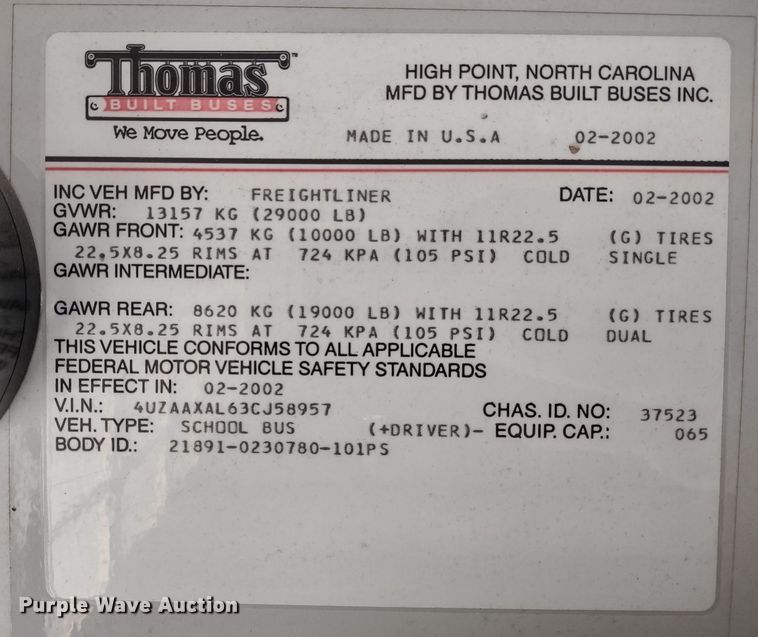 Thomas™
BUILT BUSES
We Move People.
HIGH POINT, NORTH CAROLINA
MFD BY THOMAS BUILT BUSES INC.
MADE IN U.S.A 02-2002
INC VEH MFD BY: FREIGHTLINER DATE: 02-2002
GVWR: 13157 KG (29000 LB)
GAWR FRONT: 4537 KG (10000 LB) WITH 11R22.5 (G) TIRES
22.5X8.25 RIMS AT 724 KPA (105 PSI) COLD SINGLE
GAWR INTERMEDIATE:
GAWR REAR: 8620 KG (19000 LB) WITH 11R22.5 (G) TIRES
22.5X8.25 RIMS AT 724 KPA (105 PSI) COLD DUAL
THIS VEHICLE CONFORMS TO ALL APPLICABLE
FEDERAL MOTOR VEHICLE SAFETY STANDARDS
IN EFFECT IN: 02-2002
V.I.N.: 4UZAAXAL63CJ58957 CHAS. ID. NO: 37523
VEH. TYPE: SCHOOL BUS (+DRIVER)- EQUIP. CAP.: 065
BODY ID.: 21891-0230780-101PS
Purple Wave Auction